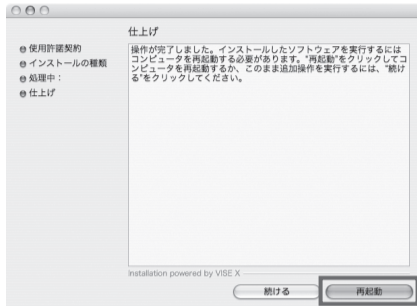 仕上げ
使用許諾契約
インストールの種類
処理中：
仕上げ
操作が完了しました。インストールしたソフトウェアを実行するには
コンピュータを再起動する必要があります。"再起動"をクリックしてコ
ンピュータを再起動するか、このまま追加操作を実行するには、"続け
る"をクリックしてください。
Installation powered by VISE X
続ける
再起動